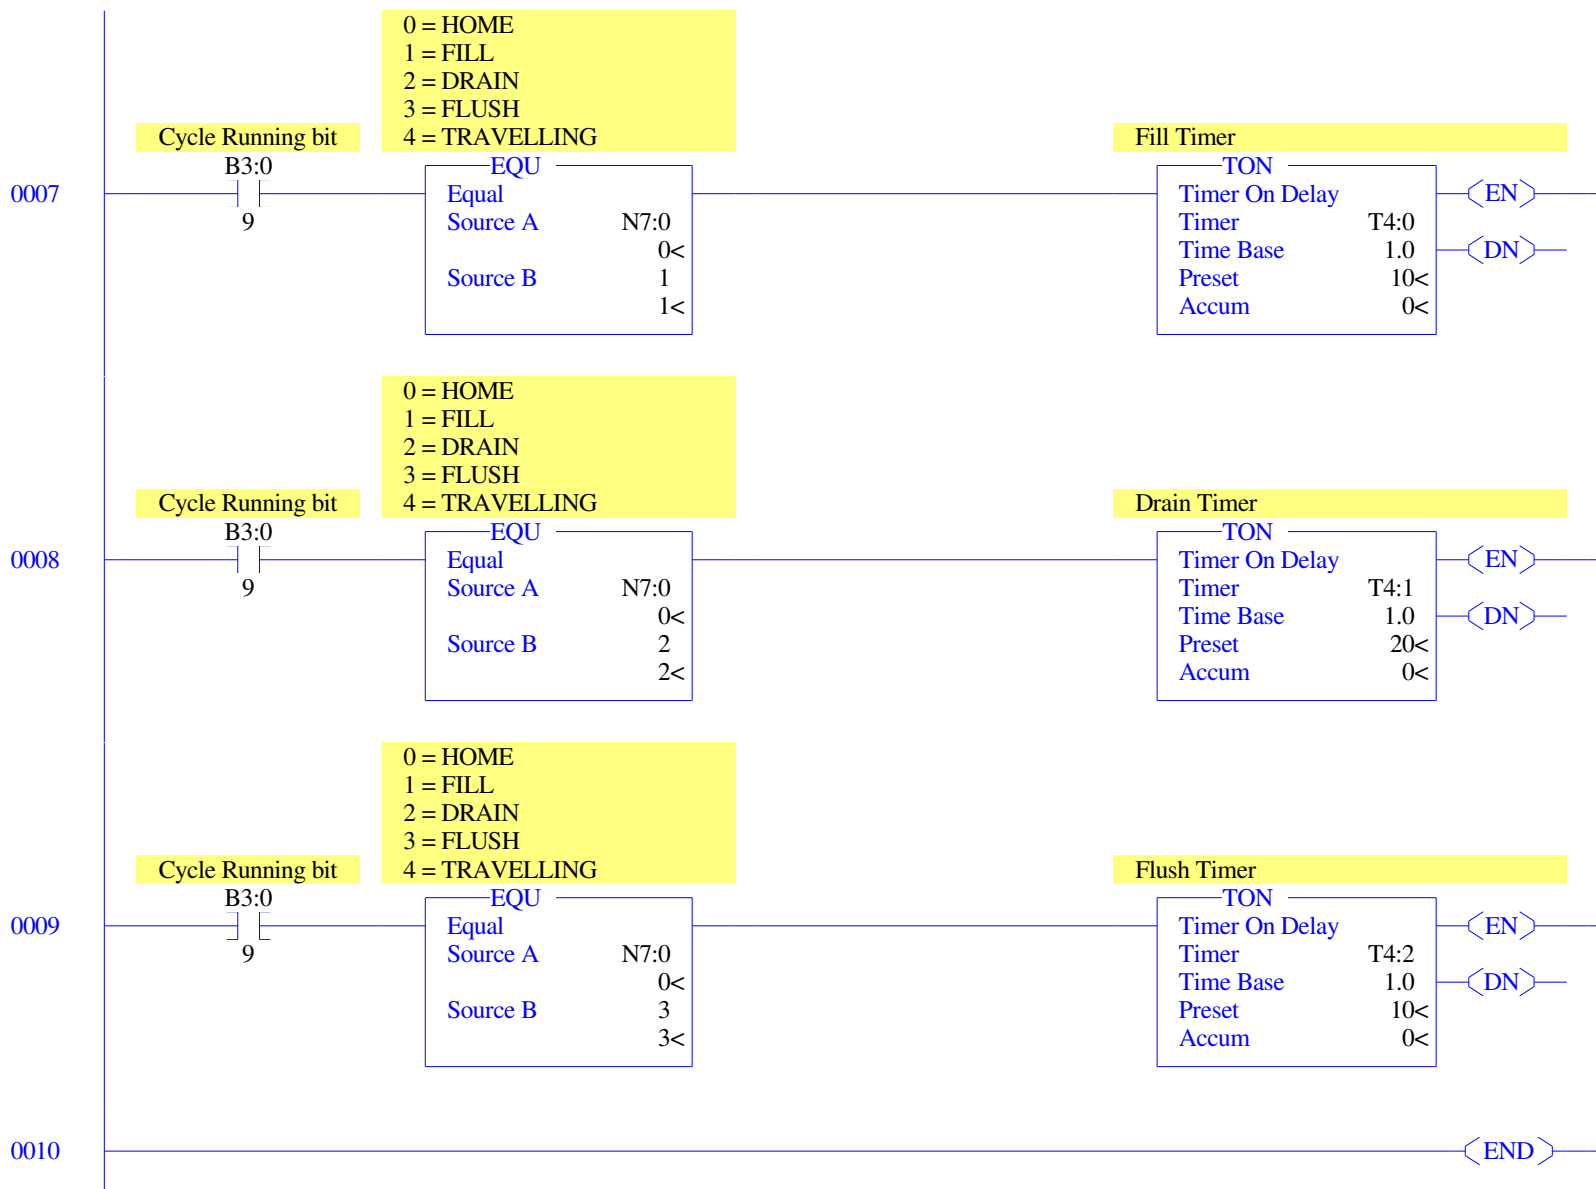 0 = HOME
1 = FILL
2 = DRAIN
3 = FLUSH
Cycle Running bit 4 = TRAVELLING Fill Timer
B3:0 EQU TON
0007 Equal Timer On Delay EN
9 Source A N7:0 Timer T4:0
0< Time Base 1.0 DN
Source B 1 Preset 10<
1< Accum 0<
0 = HOME
1 = FILL
2 = DRAIN
3 = FLUSH
Cycle Running bit 4 = TRAVELLING Drain Timer
B3:0 EQU TON
0008 Equal Timer On Delay EN
9 Source A N7:0 Timer T4:1
0< Time Base 1.0 DN
Source B 2 Preset 20<
2< Accum 0<
0 = HOME
1 = FILL
2 = DRAIN
3 = FLUSH
Cycle Running bit 4 = TRAVELLING Flush Timer
B3:0 EQU TON
0009 Equal Timer On Delay EN
9 Source A N7:0 Timer T4:2
0< Time Base 1.0 DN
Source B 3 Preset 10<
3< Accum 0<
0010 END